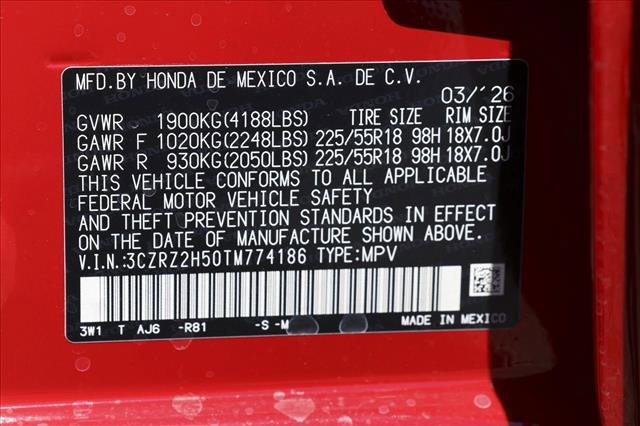 MFD.BY HONDA DE MEXICO S.A. DE C.V.
03/´26
GVWR 1900KG(4188LBS) TIRE SIZE RIM SIZE
GAWR F 1020KG(2248LBS) 225/55R18 98H 18X7.0J
GAWR R 930KG(2050LBS) 225/55R18 98H 18X7.0J
THIS VEHICLE CONFORMS TO ALL APPLICABLE
FEDERAL MOTOR VEHICLE SAFETY
AND THEFT PREVENTION STANDARDS IN EFFECT
ON THE DATE OF MANUFACTURE SHOWN ABOVE.
V.I.N.:3CZRZ2H50TM774186 TYPE:MPV
3W1 T AJ6 -R81 -S -M MADE IN MEXICO